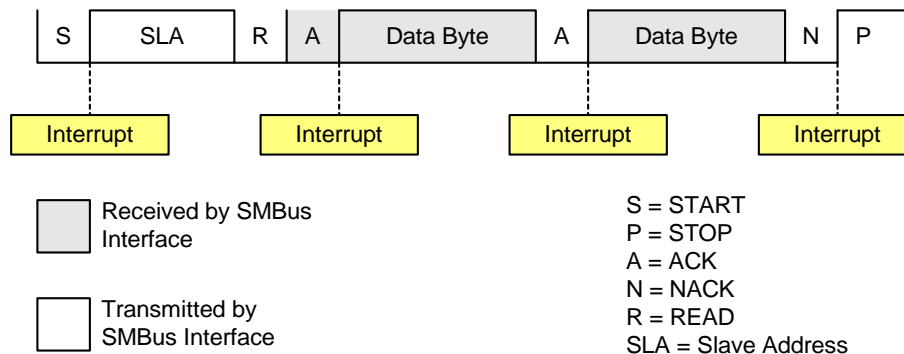 S SLA R A Data Byte A Data Byte N P
Interrupt Interrupt Interrupt Interrupt
Received by SMBus
Interface
Transmitted by
SMBus Interface
S = START
P = STOP
A = ACK
N = NACK
R = READ
SLA = Slave Address